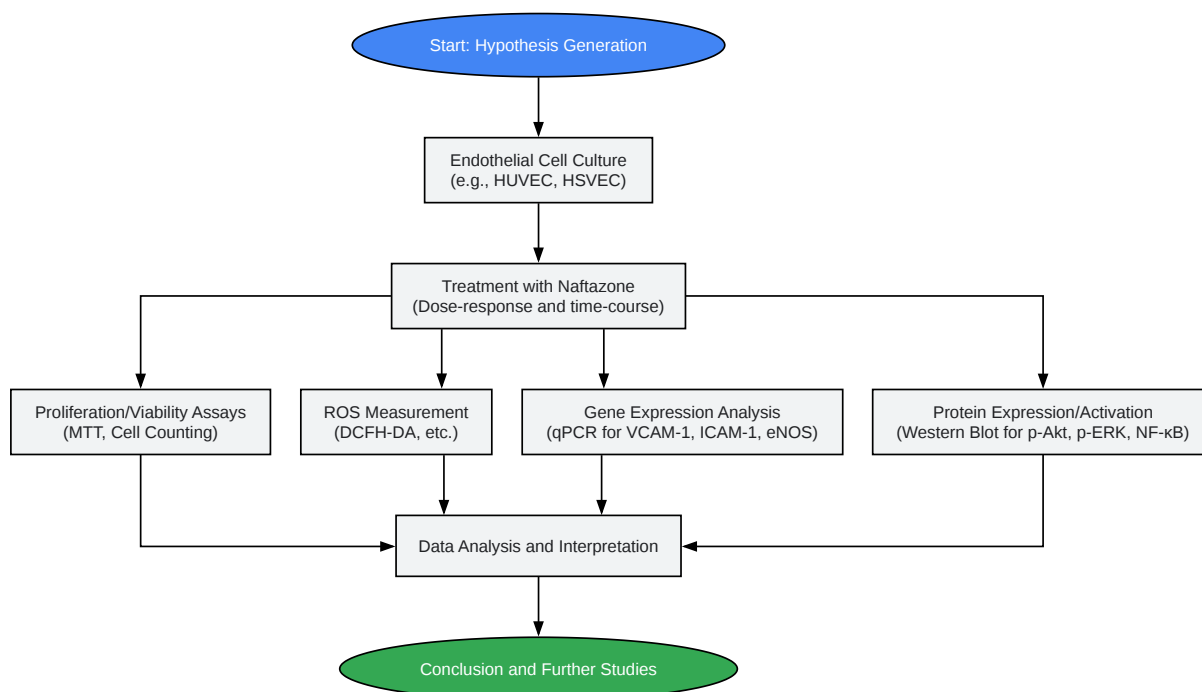 Start: Hypothesis Generation
Endothelial Cell Culture
(e.g., HUVEC, HSVEC)
Treatment with Naftazone
(Dose-response and time-course)
Proliferation/Viability Assays
(MTT, Cell Counting)
ROS Measurement
(DCFH-DA, etc.)
Gene Expression Analysis
(qPCR for VCAM-1, ICAM-1, eNOS)
Protein Expression/Activation
(Western Blot for p-Akt, p-ERK, NF-κB)
Data Analysis and Interpretation
Conclusion and Further Studies